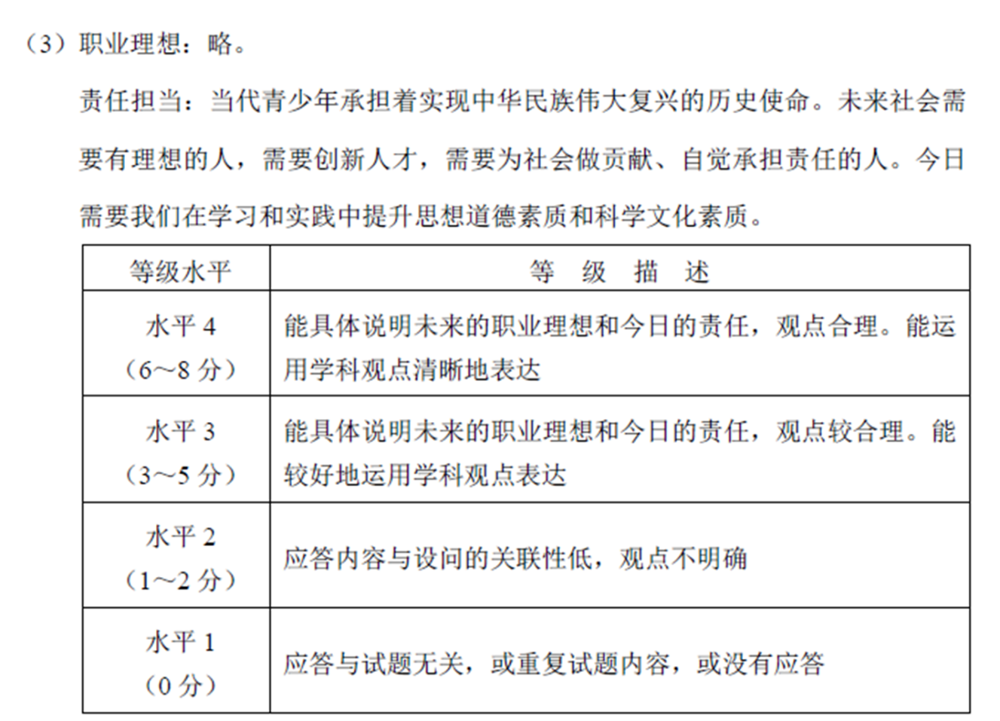 （3）职业理想：略。
责任担当：当代青少年承担着实现中华民族伟大复兴的历史使命。未来社会需
要有理想的人，需要创新人才，需要为社会做贡献、自觉承担责任的人。今日
需要我们在学习和实践中提升思想道德素质和科学文化素质。
等级水平
等 级 描 述
水平 4
（6～8 分）
能具体说明未来的职业理想和今日的责任，观点合理。能运
用学科观点清晰地表达
水平 3
（3～5 分）
能具体说明未来的职业理想和今日的责任，观点较合理。能
较好地运用学科观点表达
水平 2
（1～2 分）
应答内容与设问的关联性低，观点不明确
水平 1
（0 分）
应答与试题无关，或重复试题内容，或没有应答